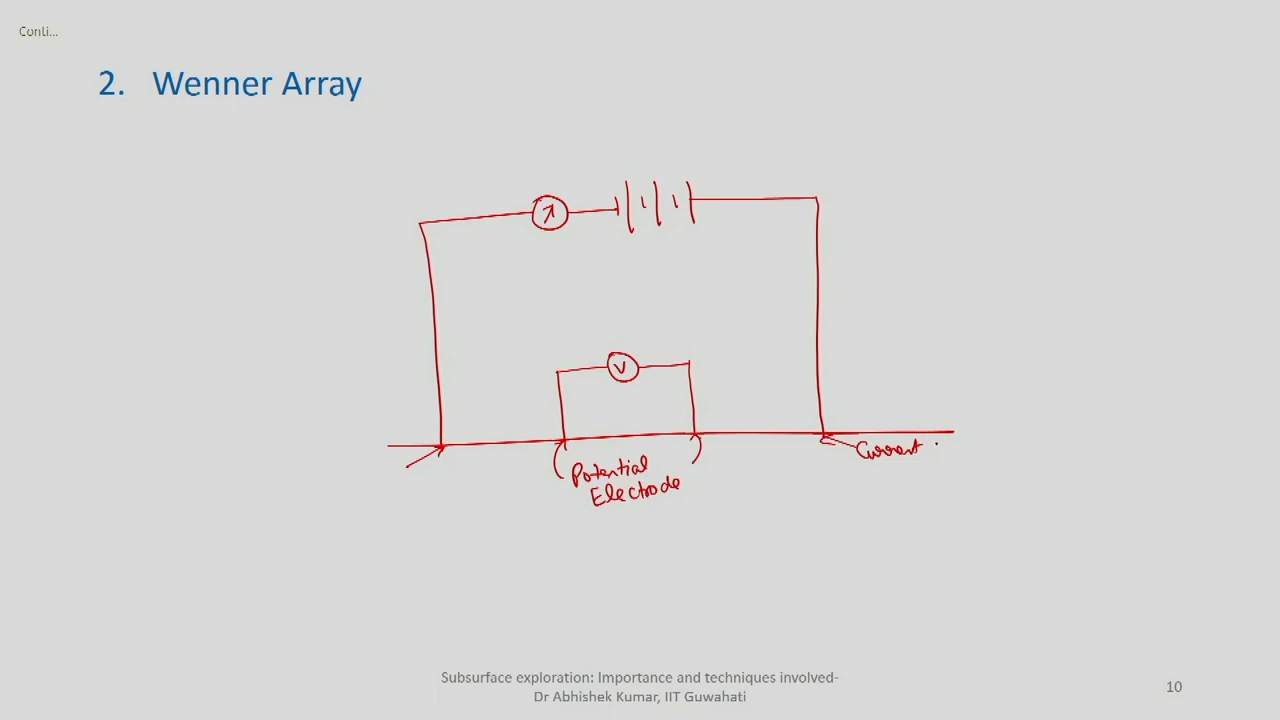 Conti...
2. Wenner Array
V
Potential
Electrode
Current
Subsurface exploration: Importance and techniques involved-
Dr Abhishek Kumar, IIT Guwahati
10